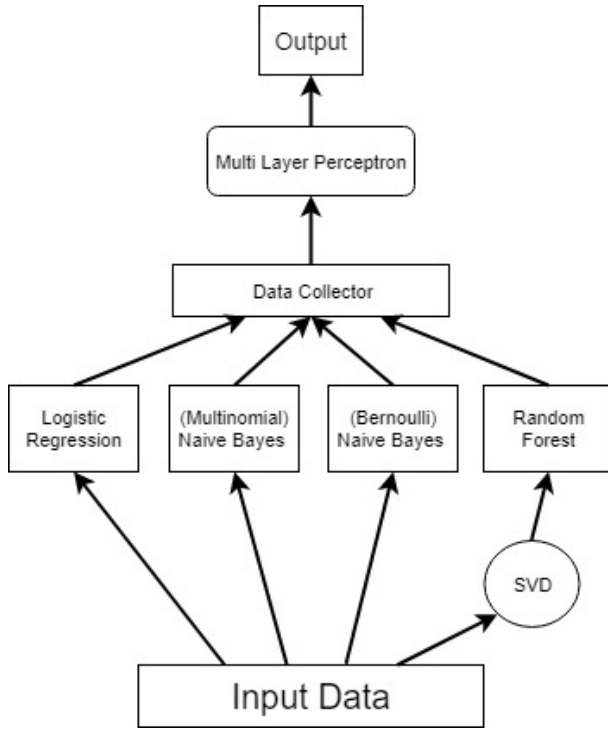 Output
Multi Layer Perceptron
Data Collector
Logistic
Regression
(Multinomial)
Naive Bayes
(Bernoulli)
Naive Bayes
Random
Forest
SVD
Input Data